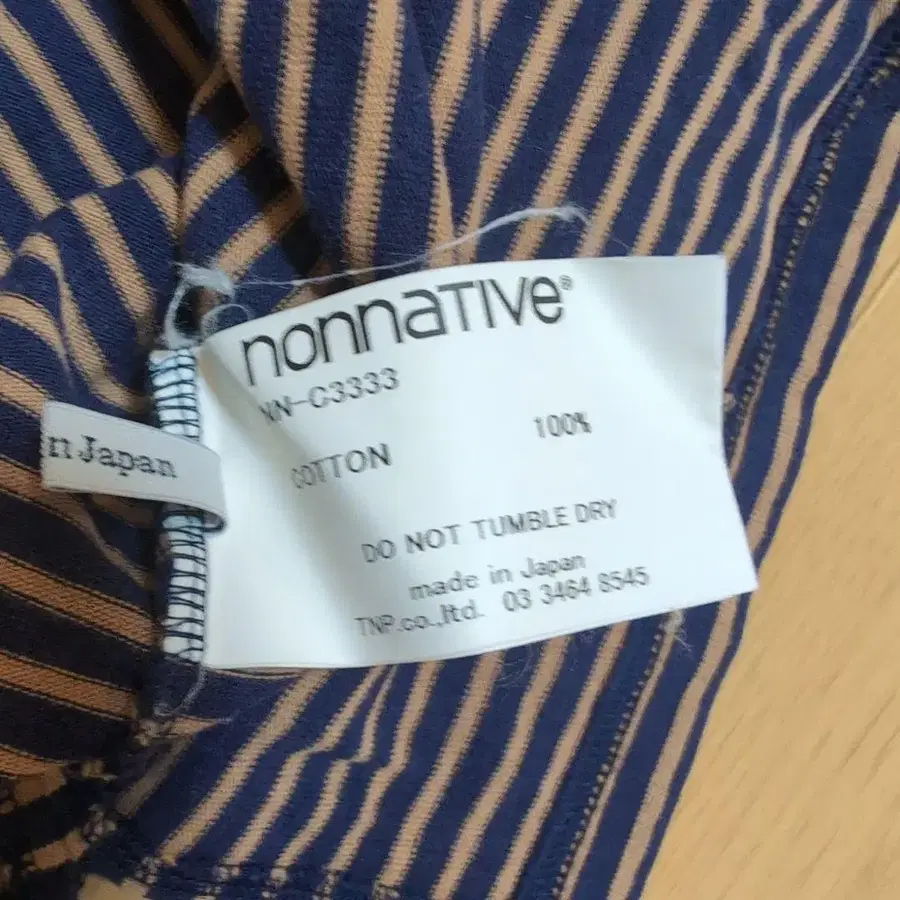 nonnaTIVe®
NN-C3333
COTTON 100%
DO NOT TUMBLE DRY
made in Japan
TNP.co.,ltd. 03 3464 8545
n Japan